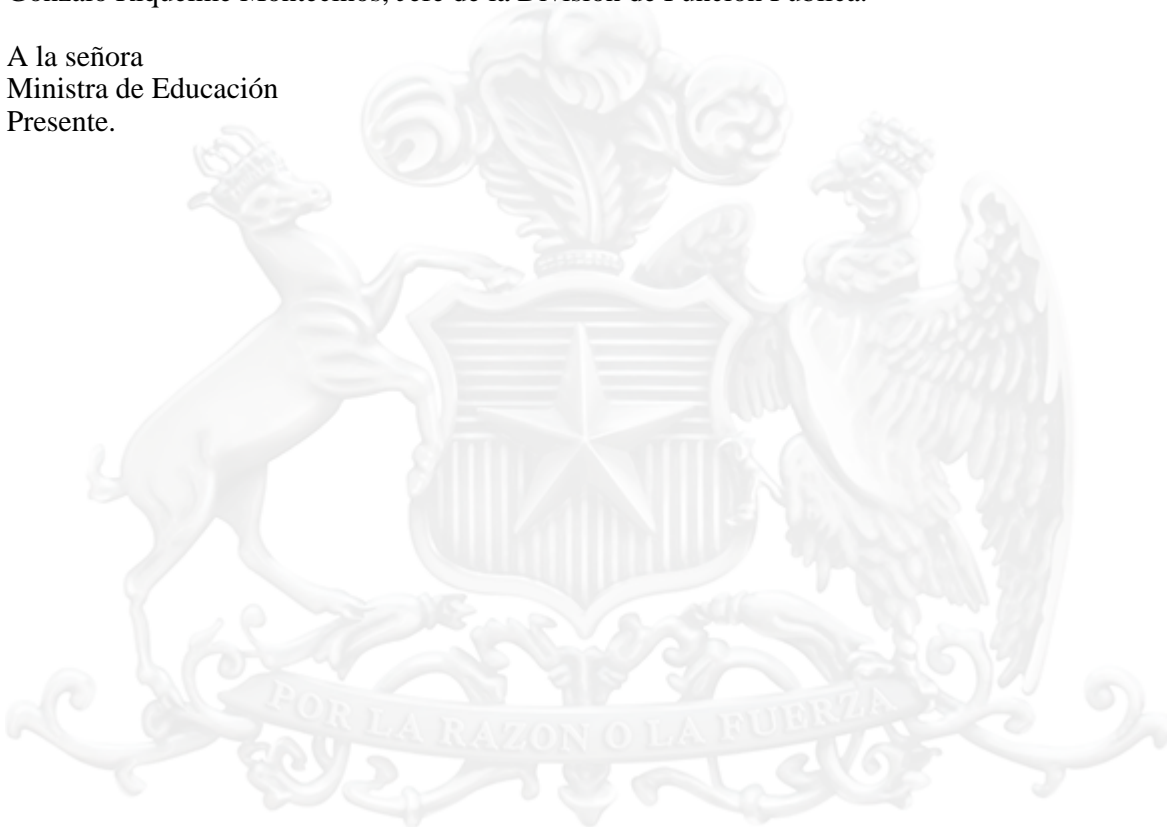 Gonzalo Riquelme Montecinos, Jefe de la División de Función Pública.
A la señora
Ministra de Educación
Presente.
POR LA RAZON O LA FUERZA